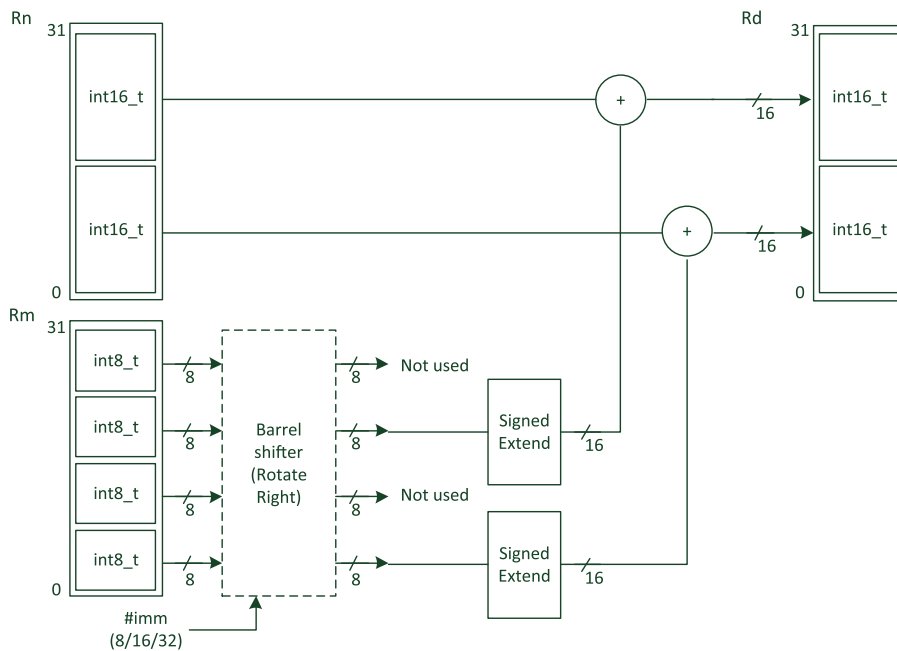 Rn
Rd
31
31
int16_t
+
int16_t
16
int16_t
+
int16_t
16
0
0
Rm
31
int8_t
8
8
Not used
int8_t
8
Barrel
shifter
(Rotate
Right)
8
Signed
Extend
16
int8_t
8
8
Not used
int8_t
8
8
Signed
Extend
16
0
#imm
(8/16/32)